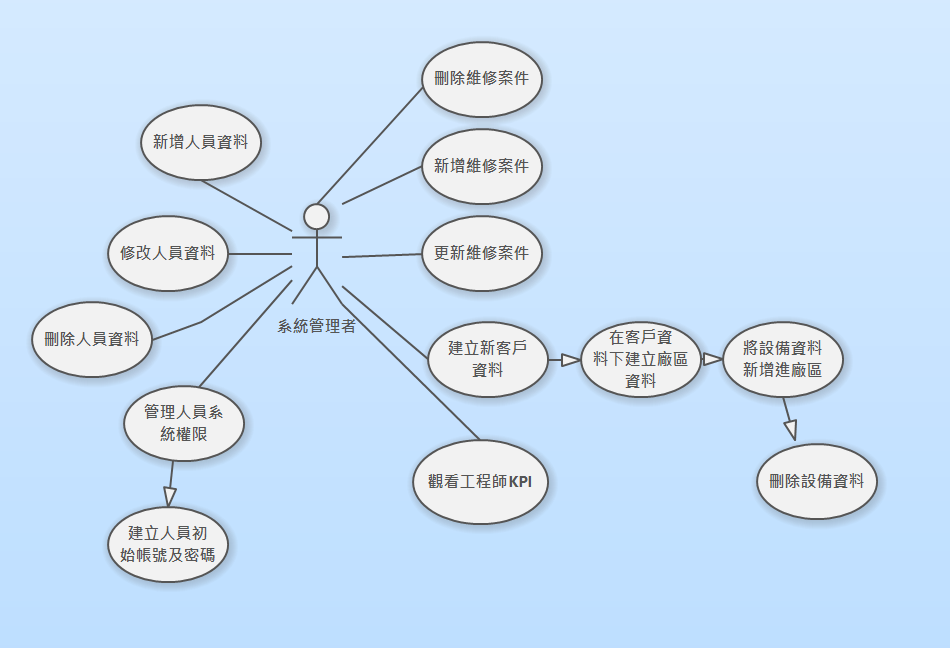 刪除維修案件
新增人員資料
新增維修案件
修改人員資料
更新維修案件
系統管理者
刪除人員資料
建立新客戶
資料
在客戶資
料下建立廠區
資料
將設備資料
新增進廠區
管理人員系
統權限
觀看工程師KPI
刪除設備資料
建立人員初
始帳號及密碼